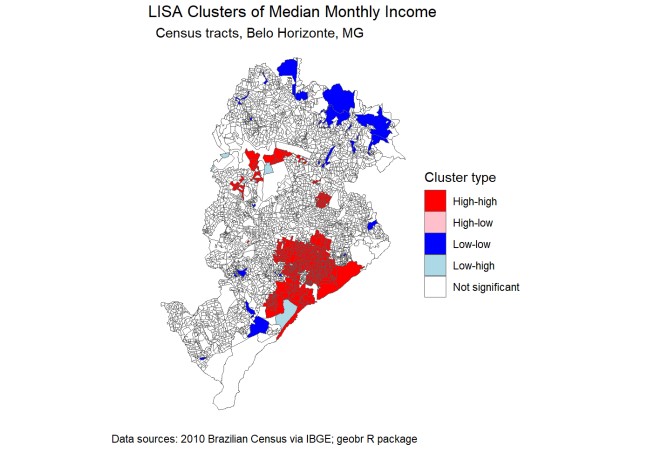 LISA Clusters of Median Monthly Income
Census tracts, Belo Horizonte, MG
Cluster type
High-high
High-low
Low-low
Low-high
Not significant
Data sources: 2010 Brazilian Census via IBGE; geobr R package